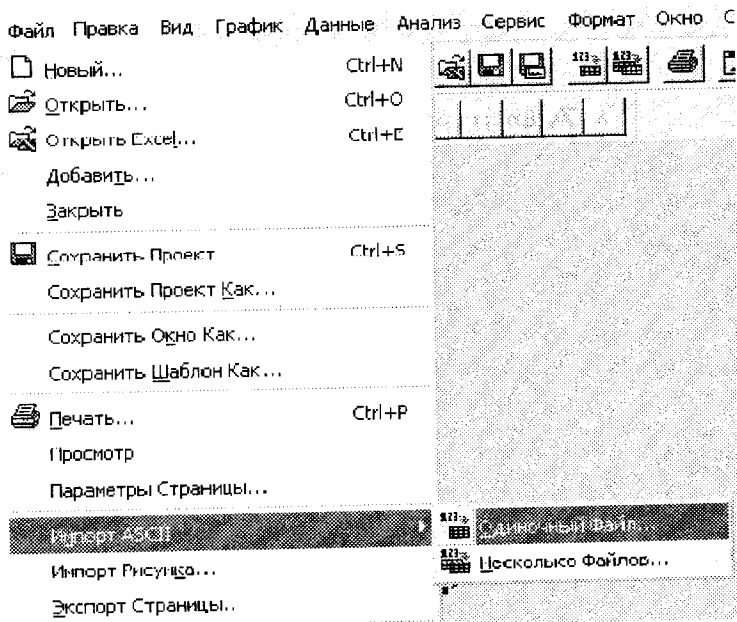 Файл Правка Вид График Данные Анализ Сервис Формат Окно С
Новый... Ctrl+N
Открыть... Ctrl+O
Открыть Excel... Ctrl+E
Добавить...
Закрыть
Сохранить Проект Ctrl+S
Сохранить Проект Как...
Сохранить Окно Как...
Сохранить Шаблон Как...
Печать... Ctrl+P
Просмотр
Параметры Страницы...
Импорт ASCII
Одиночный Файл...
Несколько Файлов...
Импорт Рисунка...
Экспорт Страницы..